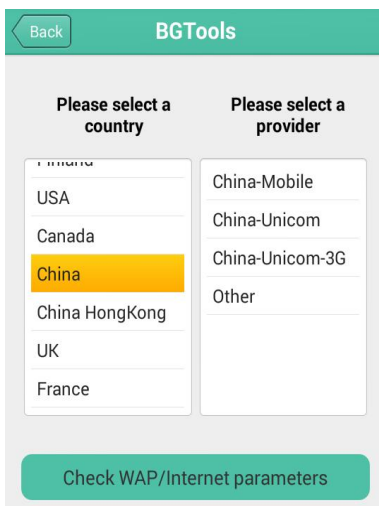 Back
BGTools
Please select a
country
Please select a
provider
Finland
USA
Canada
China
China HongKong
UK
France
China-Mobile
China-Unicom
China-Unicom-3G
Other
Check WAP/Internet parameters